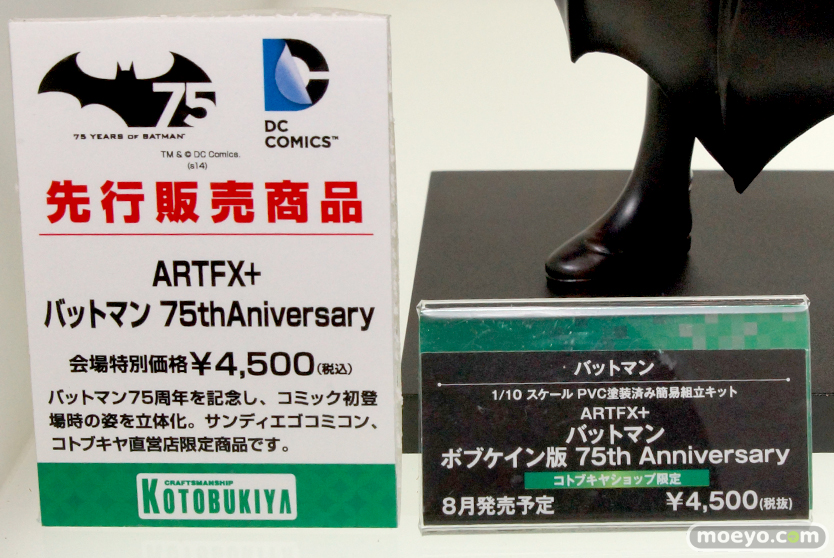 75
75 YEARS OF BATMAN™
DC
COMICS™
TM & © DC Comics.
(s14)
先行販売商品
ARTFX+
バットマン 75thAniversary
会場特別価格¥4,500(税込)
バットマン75周年を記念し、コミック初登
場時の姿を立体化。サンディエゴコミコン、
コトブキヤ直営店限定商品です。
CRAFTSMANSHIP
KOTOBUKIYA
バットマン
1/10 スケール PVC塗装済み簡易組立キット
ARTFX+
バットマン
ボブケイン版 75th Anniversary
コトブキヤショップ限定
8月発売予定 ¥4,500(税抜)
moeyo.com